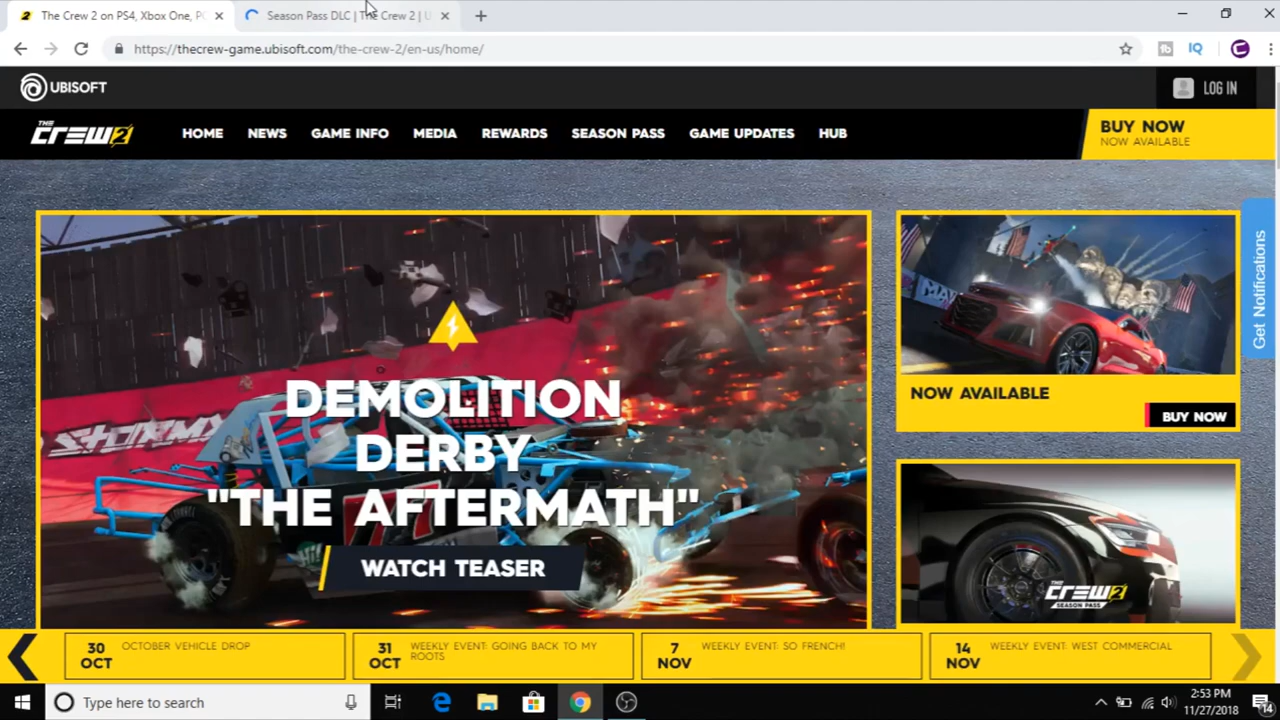 The Crew 2 on PS4, Xbox One, PC
Season Pass DLC | The Crew 2 | U
https://thecrew-game.ubisoft.com/the-crew-2/en-us/home/
UBISOFT
LOG IN
THE CREW 2
HOME
NEWS
GAME INFO
MEDIA
REWARDS
SEASON PASS
GAME UPDATES
HUB
BUY NOW
NOW AVAILABLE
DEMOLITION
DERBY
"THE AFTERMATH"
WATCH TEASER
NOW AVAILABLE
BUY NOW
Get Notifications
THE CREW 2
SEASON PASS
30 OCT
OCTOBER VEHICLE DROP
31 OCT
WEEKLY EVENT: GOING BACK TO MY
ROOTS
7 NOV
WEEKLY EVENT: SO FRENCH!
14 NOV
WEEKLY EVENT: WEST COMMERCIAL
Type here to search
2:53 PM
11/27/2018
14